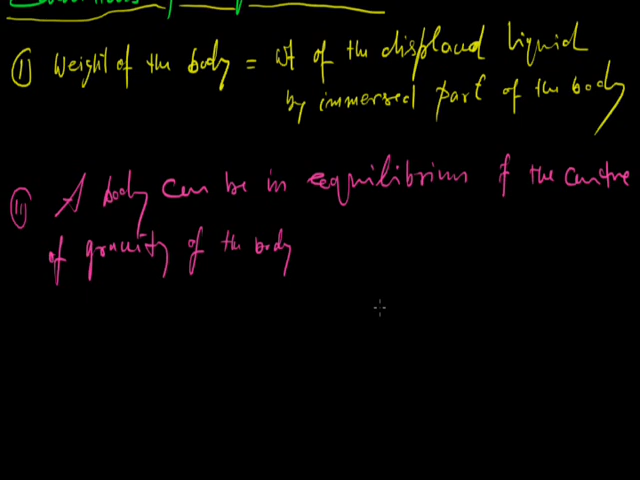 (I) Weight of the body = wt of the displaced liquid
by immersed part of the body
(II) A body can be in equilibrium if the centre
of gravity of the body